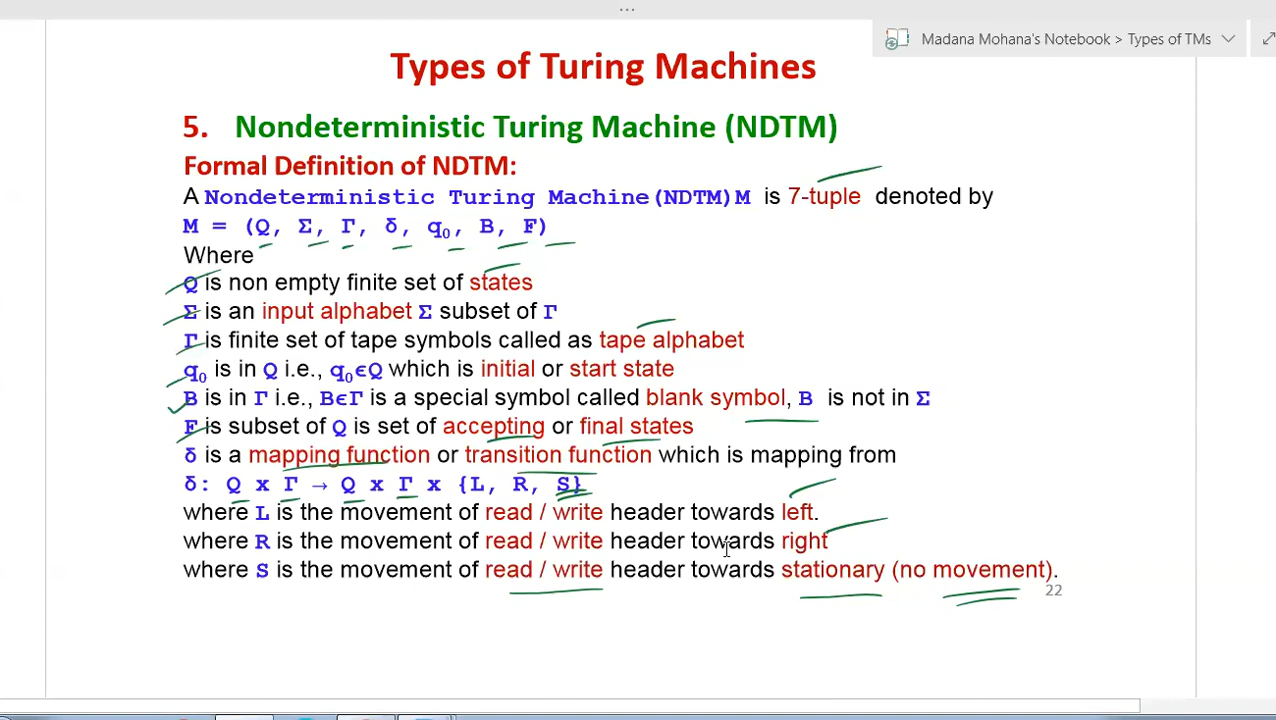 ...
Madana Mohana's Notebook > Types of TMs
Types of Turing Machines
5. Nondeterministic Turing Machine (NDTM)
Formal Definition of NDTM:
A Nondeterministic Turing Machine(NDTM)M is 7-tuple denoted by
M = (Q, Σ, Γ, δ, q₀, B, F)
Where
Q is non empty finite set of states
Σ is an input alphabet Σ subset of Γ
Γ is finite set of tape symbols called as tape alphabet
q₀ is in Q i.e., q₀ϵQ which is initial or start state
B is in Γ i.e., BϵΓ is a special symbol called blank symbol, B is not in Σ
F is subset of Q is set of accepting or final states
δ is a mapping function or transition function which is mapping from
δ: Q x Γ → Q x Γ x {L, R, S}
where L is the movement of read / write header towards left.
where R is the movement of read / write header towards right
where S is the movement of read / write header towards stationary (no movement).
22